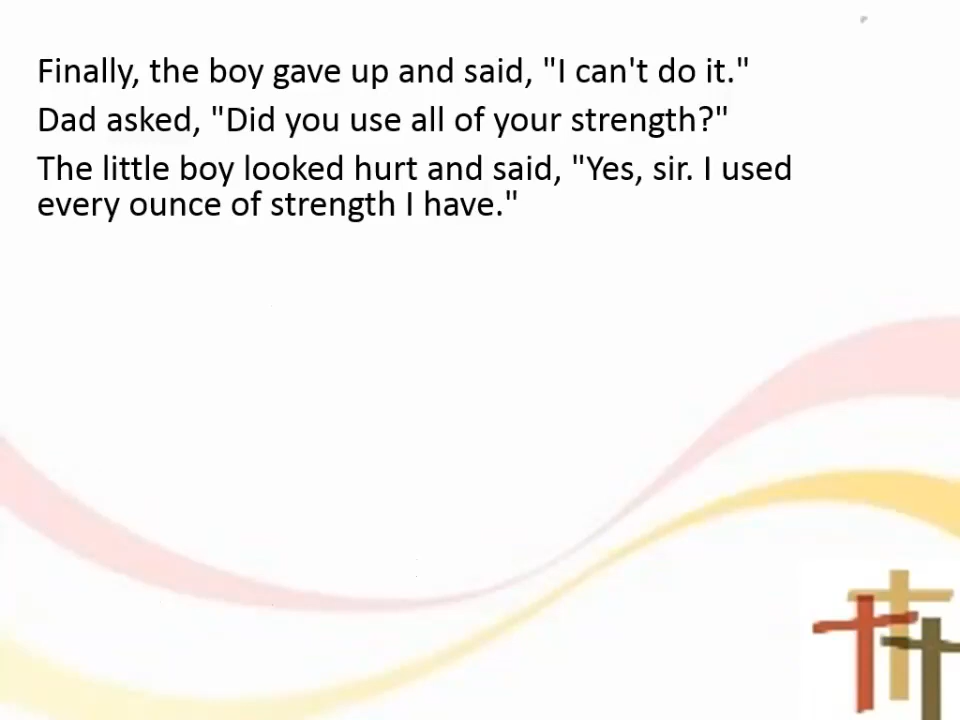 Finally, the boy gave up and said, "I can't do it."
Dad asked, "Did you use all of your strength?"
The little boy looked hurt and said, "Yes, sir. I used
every ounce of strength I have."